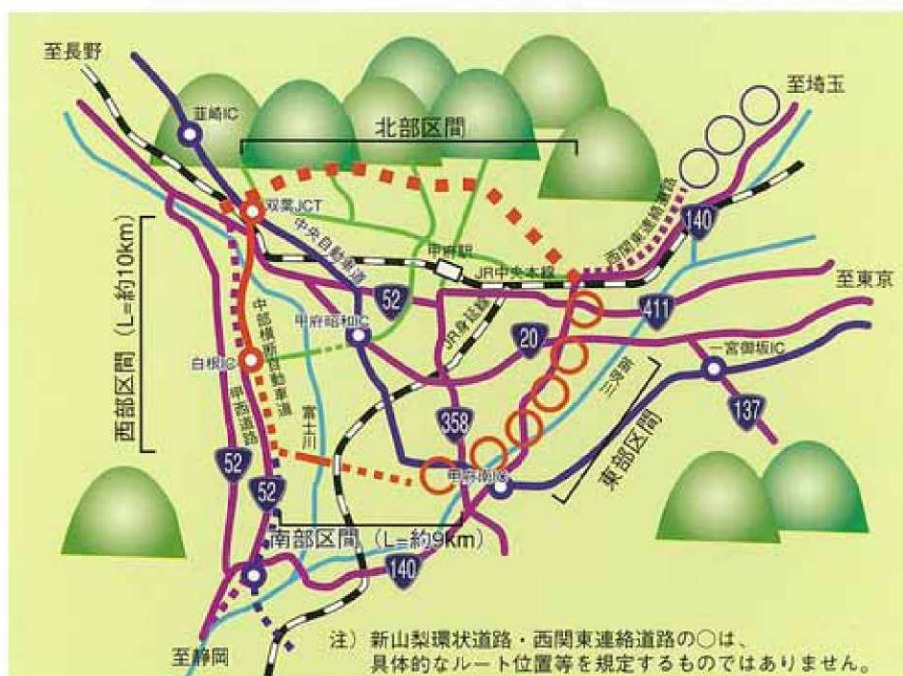 至長野
韮崎IC
北部区間
至埼玉
双葉JCT
中央自動車道
甲府駅
JR中央本線
西関東連絡道路
140
至東京
52
甲府昭和IC
JR身延線
20
411
一宮御坂IC
137
笛吹川
東部区間
西部区間（L=約10km）
白根IC
中部横断自動車道
甲西道路
富士川
358
甲府南IC
52
52
南部区間（L=約9km）
140
至静岡
注）新山梨環状道路・西関東連絡道路の○は、
具体的なルート位置等を規定するものではありません。